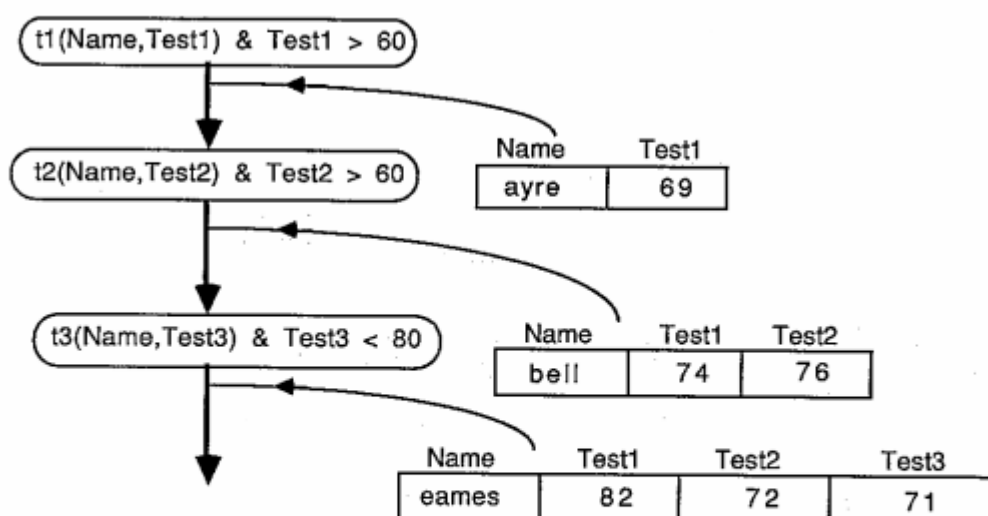 t1(Name,Test1) & Test1 > 60
Name Test1
ayre 69
t2(Name,Test2) & Test2 > 60
Name Test1 Test2
bell 74 76
t3(Name,Test3) & Test3 < 80
Name Test1 Test2 Test3
eames 82 72 71